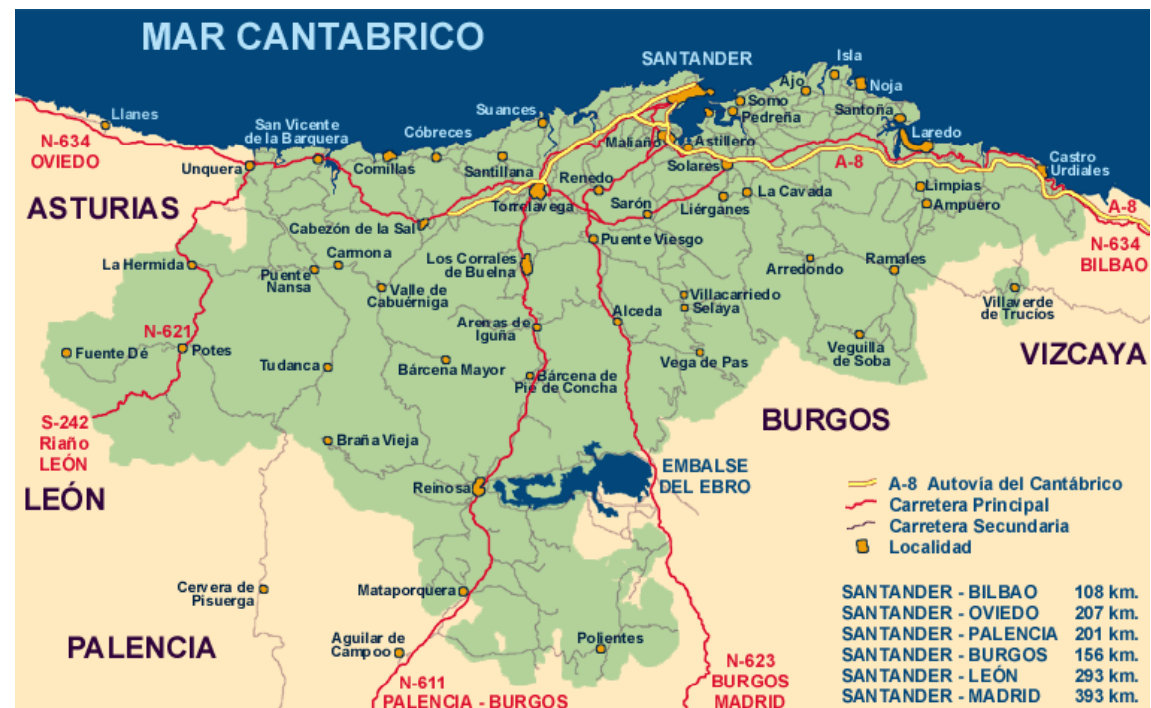 MAR CANTABRICO
SANTANDER
Isla
Ajo
Noja
Llanes
Suances
Somo
Pedreña
Santoña
N-634
OVIEDO
San Vicente
de la Barquera
Cóbreces
Maliaño
Astillero
Laredo
A-8
Unquera
Comillas
Santillana
Renedo
Solares
Castro
Urdiales
ASTURIAS
Torrelavega
Sarón
Liérganes
La Cavada
Limpias
Ampuero
A-8
N-634
BILBAO
Cabezón de la Sal
Puente Viesgo
La Hermida
Carmona
Puente
Nansa
Los Corrales
de Buelna
Arredondo
Ramales
Valle de
Cabuérniga
Villacarriedo
Selaya
Villaverde
de Trucíos
N-621
Arenas de
Iguña
Alceda
Fuente Dé
Potes
Tudanca
Bárcena Mayor
Vega de Pas
Veguilla
de Soba
VIZCAYA
Bárcena de
Pie de Concha
S-242
Riaño
LEÓN
BURGOS
Braña Vieja
LEÓN
Reinosa
EMBALSE
DEL EBRO
A-8 Autovía del Cantábrico
Carretera Principal
Carretera Secundaria
Localidad
Cervera de
Pisuerga
Mataporquera
PALENCIA
Aguilar de
Campoo
Polientes
N-611
PALENCIA - BURGOS
N-623
BURGOS
MADRID
SANTANDER - BILBAO 108 km.
SANTANDER - OVIEDO 207 km.
SANTANDER - PALENCIA 201 km.
SANTANDER - BURGOS 156 km.
SANTANDER - LEÓN 293 km.
SANTANDER - MADRID 393 km.